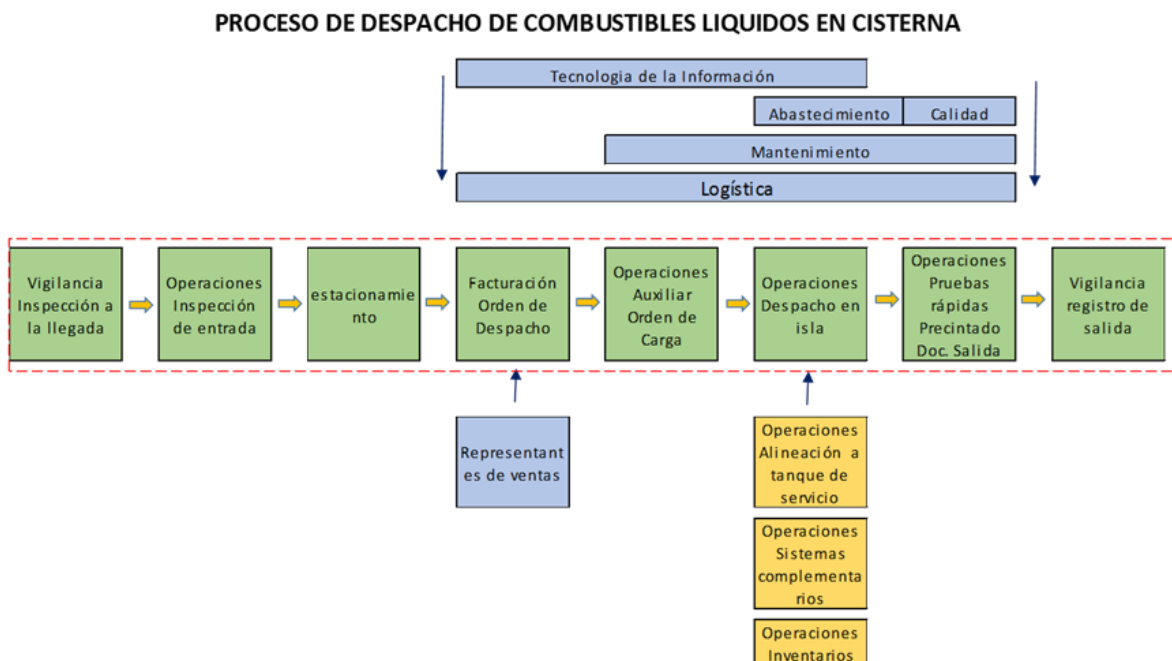 PROCESO DE DESPACHO DE COMBUSTIBLES LIQUIDOS EN CISTERNA
Tecnologia de la Información
Abastecimiento
Calidad
Mantenimiento
Logística
Vigilancia
Inspección a
la llegada
Operaciones
Inspección
de entrada
estacionamie
nto
Facturación
Orden de
Despacho
Operaciones
Auxiliar
Orden de
Carga
Operaciones
Despacho en
isla
Operaciones
Pruebas
rápidas
Precintado
Doc. Salida
Vigilancia
registro de
salida
Representant
es de ventas
Operaciones
Alineación a
tanque de
servicio
Operaciones
Sistemas
complementa
rios
Operaciones
Inventarios